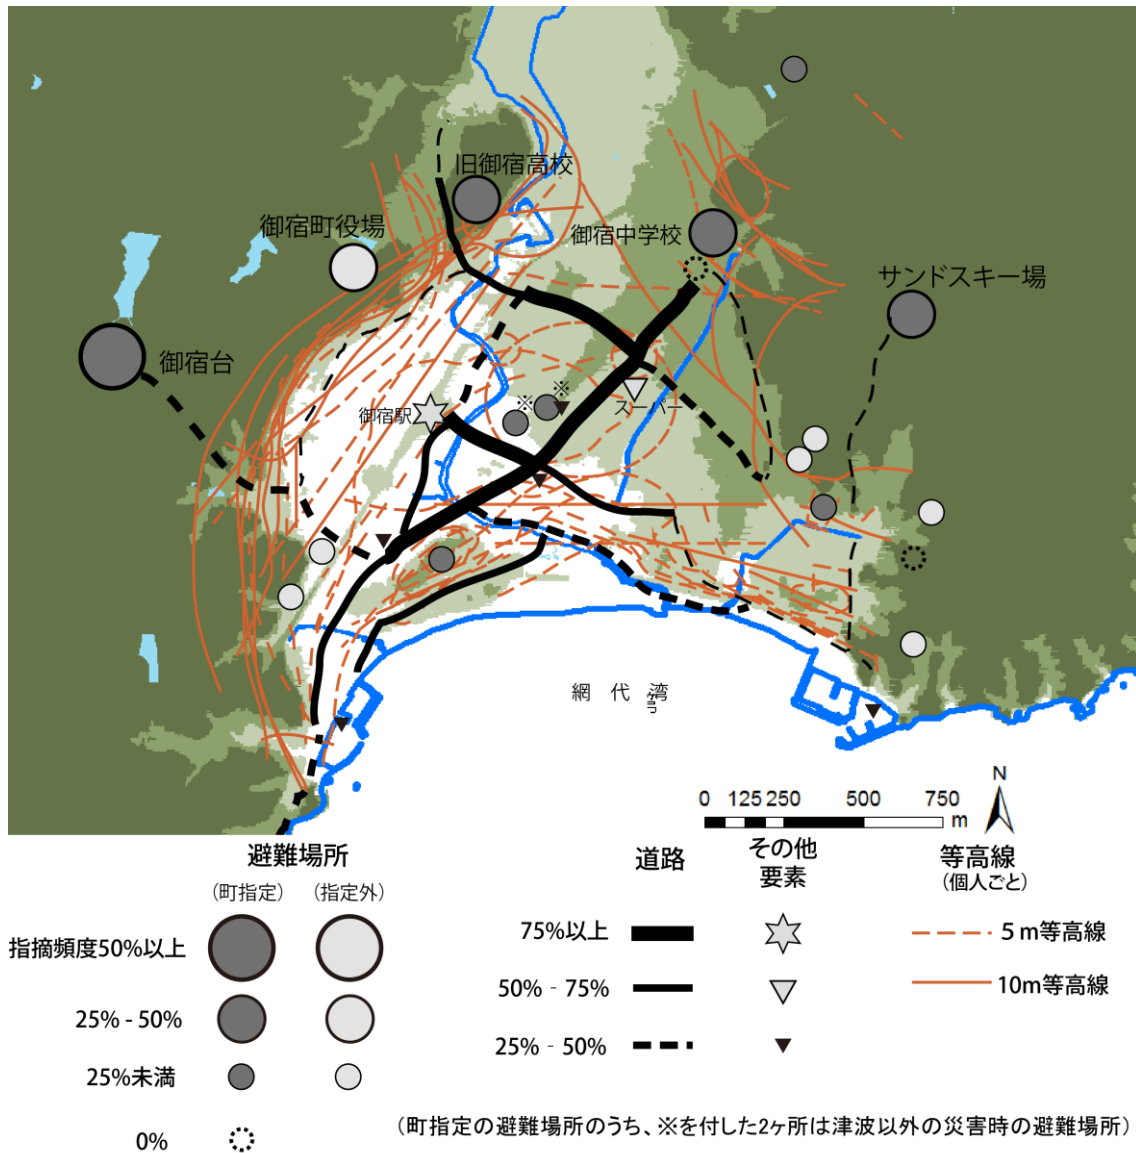 旧御宿高校
御宿町役場
御宿中学校
サンドスキー場
御宿台
御宿駅
※
※
スーパー
網 代 湾
N
0 125 250 500 750
m
避難場所
(町指定) (指定外)
指摘頻度50%以上
25% - 50%
25%未満
0%
道路
その他
要素
75%以上
50% - 75%
25% - 50%
等高線
(個人ごと)
5 m等高線
10m等高線
(町指定の避難場所のうち、※を付した2ヶ所は津波以外の災害時の避難場所)